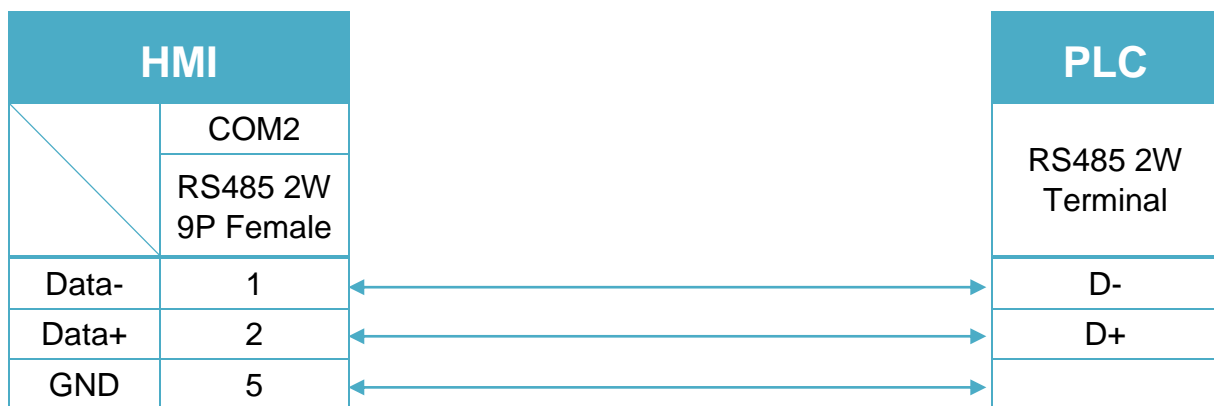 HMI
PLC
COM2
RS485 2W
9P Female
RS485 2W
Terminal
Data- 1 D-
Data+ 2 D+
GND 5